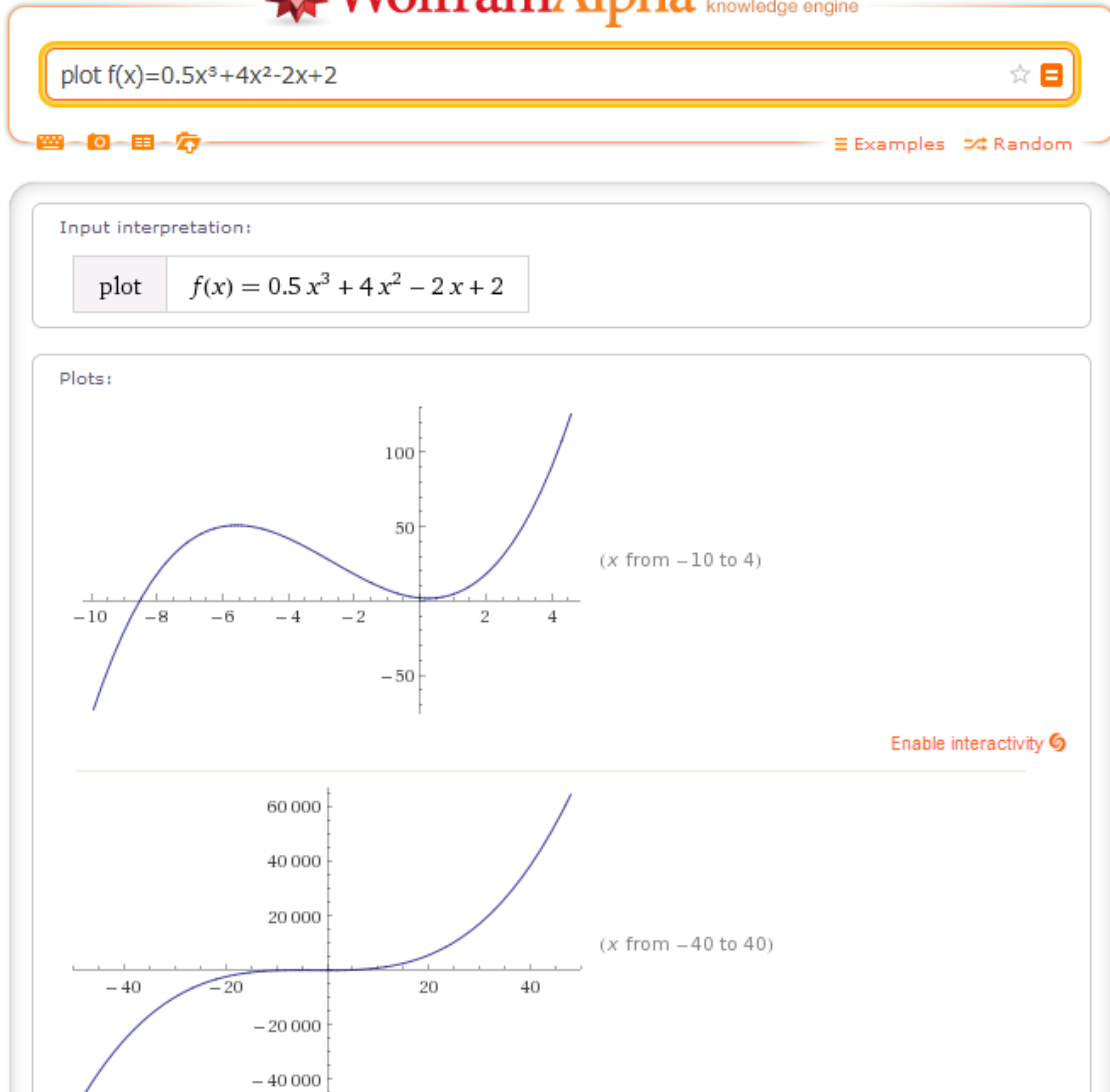 WolframAlpha knowledge engine
plot f(x)=0.5x³+4x²-2x+2
Examples Random
Input interpretation:
plot f(x) = 0.5 x³ + 4 x² – 2 x + 2
Plots:
100
50
(x from –10 to 4)
–10 –8 –6 –4 –2 2 4
–50
Enable interactivity
60 000
40 000
20 000
(x from –40 to 40)
–40 –20 20 40
–20 000
–40 000